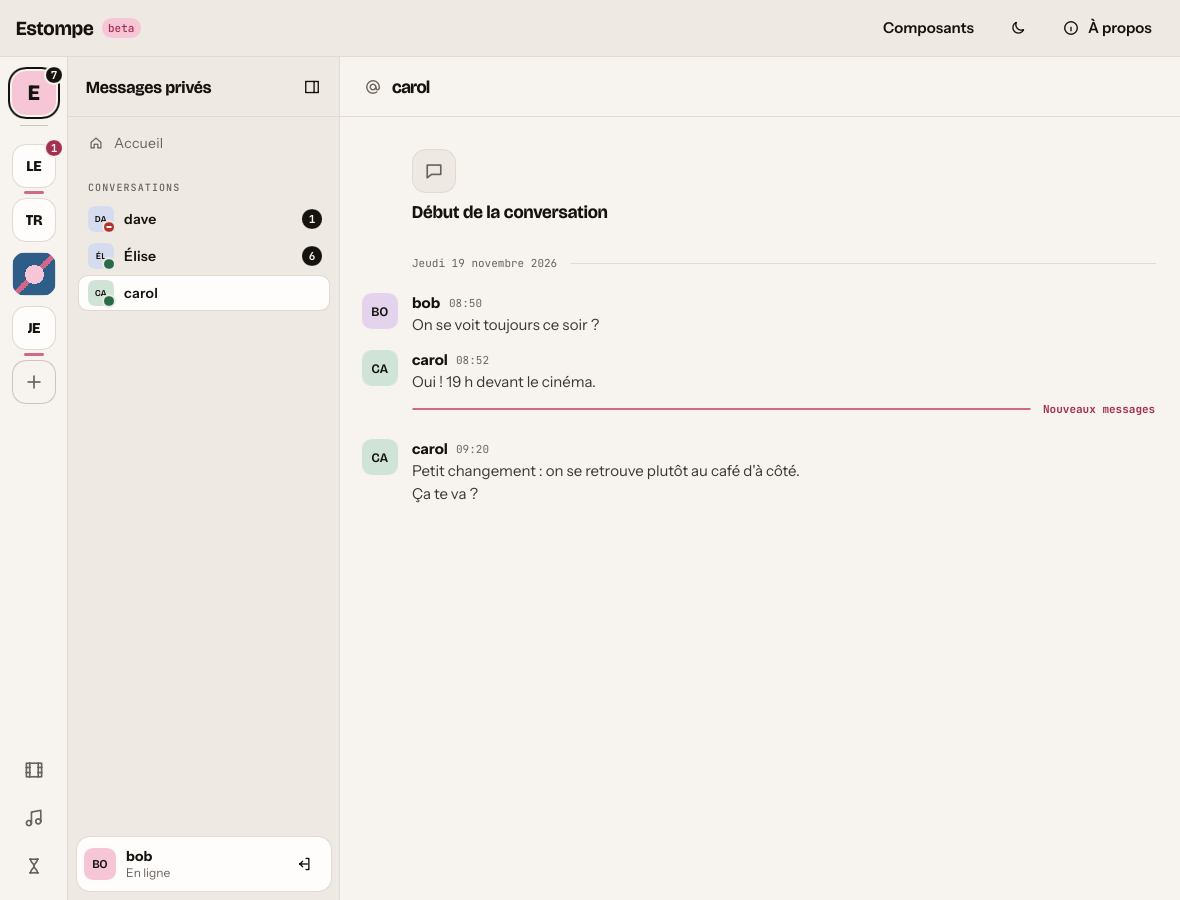 Estompe beta
Composants
À propos
E
7
LE
1
TR
JE
Messages privés
Accueil
CONVERSATIONS
DA dave 1
ÉL Élise 6
CA carol
BO
bob
En ligne
carol
Début de la conversation
Jeudi 19 novembre 2026
BO
bob 08:50
On se voit toujours ce soir ?
CA
carol 08:52
Oui ! 19 h devant le cinéma.
Nouveaux messages
CA
carol 09:20
Petit changement : on se retrouve plutôt au café d'à côté.
Ça te va ?